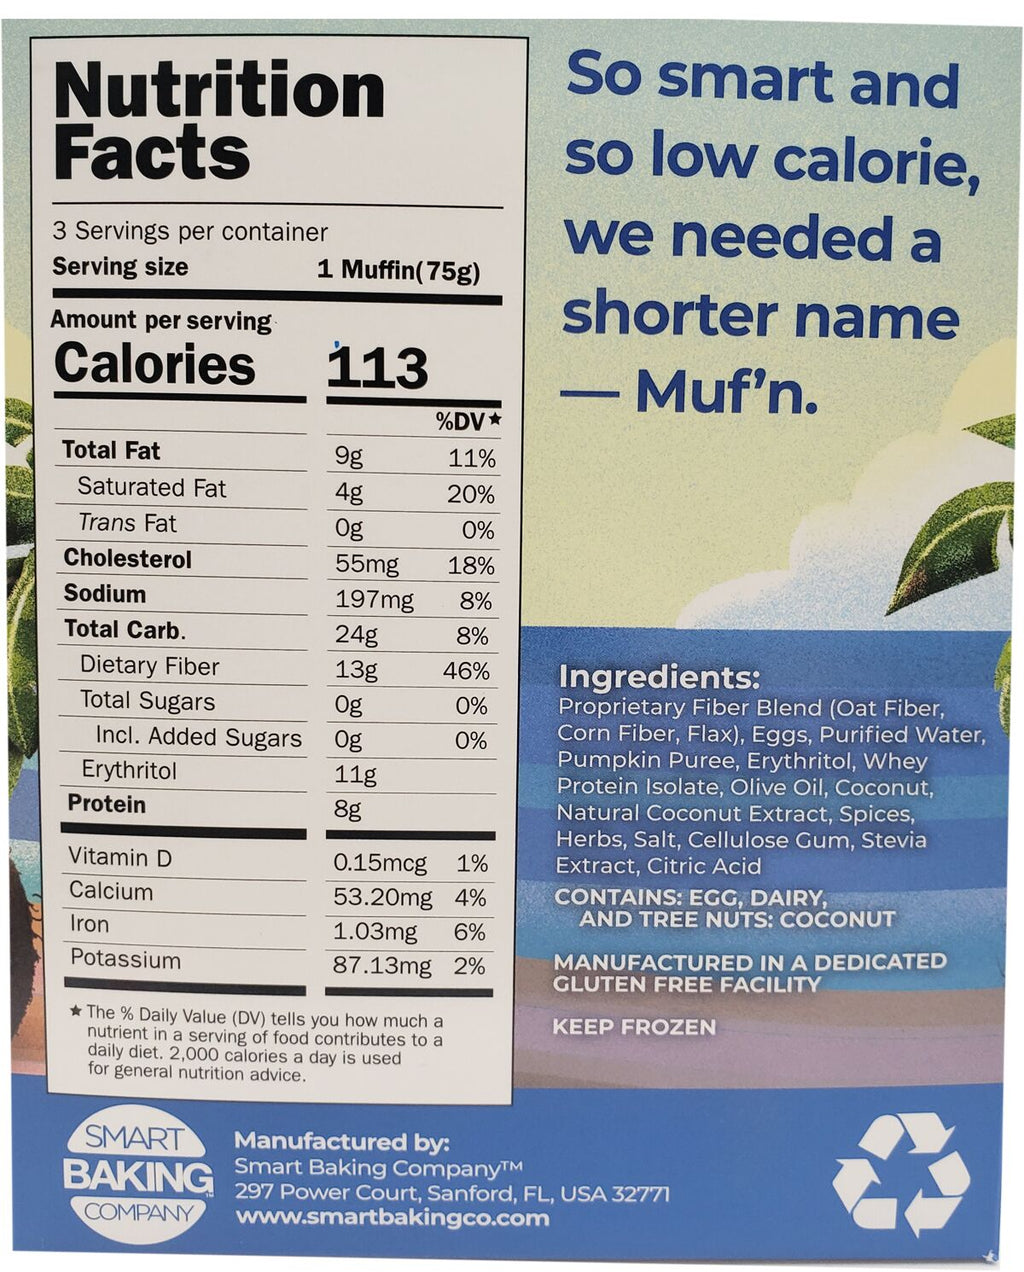 Nutrition
Facts
3 Servings per container
Serving size 1 Muffin(75g)
Amount per serving
Calories 113
%DV★
Total Fat 9g 11%
Saturated Fat 4g 20%
Trans Fat 0g 0%
Cholesterol 55mg 18%
Sodium 197mg 8%
Total Carb. 24g 8%
Dietary Fiber 13g 46%
Total Sugars 0g 0%
Incl. Added Sugars 0g 0%
Erythritol 11g
Protein 8g
Vitamin D 0.15mcg 1%
Calcium 53.20mg 4%
Iron 1.03mg 6%
Potassium 87.13mg 2%
★ The % Daily Value (DV) tells you how much a
nutrient in a serving of food contributes to a
daily diet. 2,000 calories a day is used
for general nutrition advice.
So smart and
so low calorie,
we needed a
shorter name
— Muf’n.
Ingredients:
Proprietary Fiber Blend (Oat Fiber,
Corn Fiber, Flax), Eggs, Purified Water,
Pumpkin Puree, Erythritol, Whey
Protein Isolate, Olive Oil, Coconut,
Natural Coconut Extract, Spices,
Herbs, Salt, Cellulose Gum, Stevia
Extract, Citric Acid
CONTAINS: EGG, DAIRY,
AND TREE NUTS: COCONUT
MANUFACTURED IN A DEDICATED
GLUTEN FREE FACILITY
KEEP FROZEN
SMART
BAKING™
COMPANY
Manufactured by:
Smart Baking Company™
297 Power Court, Sanford, FL, USA 32771
www.smartbakingco.com